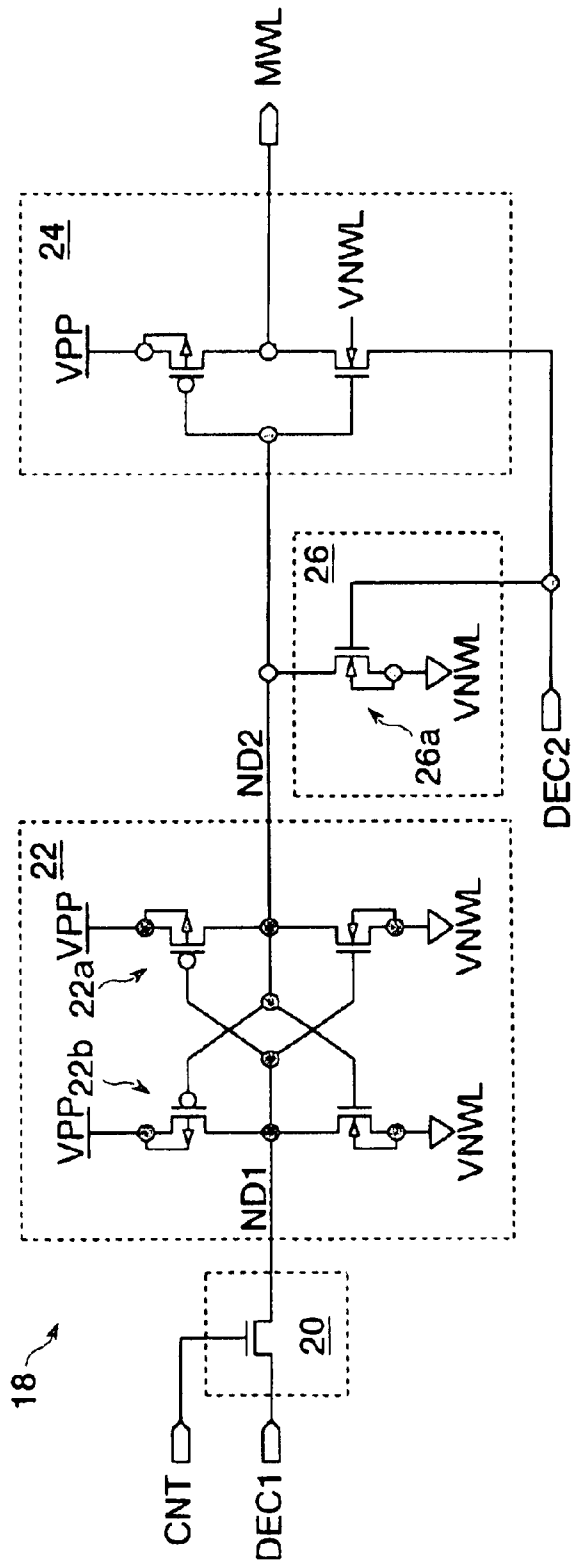 18
CNT
DEC1
20
ND1
22
VPP
22b
VPP
22a
VNWL
VNWL
ND2
26
26a
VNWL
DEC2
24
VPP
VNWL
MWL